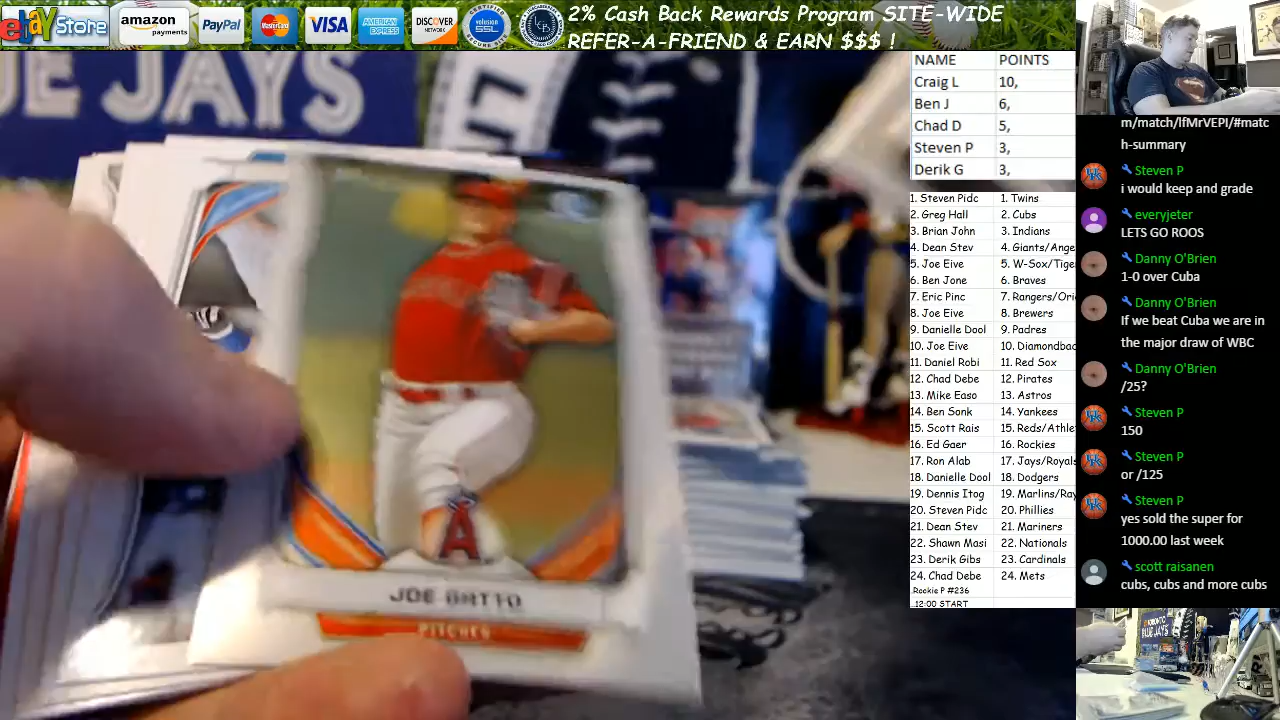 ebay Store
amazon
payments
PayPal
MasterCard
VISA
AMERICAN
EXPRESS
DISCOVER
NETWORK
volusion
SSL
2% Cash Back Rewards Program SITE-WIDE
REFER-A-FRIEND & EARN $$$ !
E JAYS
NAME POINTS
Craig L 10,
Ben J 6,
Chad D 5,
Steven P 3,
Derik G 3,
1. Steven Pidc 1. Twins
2. Greg Hall 2. Cubs
3. Brian John 3. Indians
4. Dean Stev 4. Giants/Ange
5. Joe Eive 5. W-Sox/Tige
6. Ben Jone 6. Braves
7. Eric Pinc 7. Rangers/Ori
8. Joe Eive 8. Brewers
9. Danielle Dool 9. Padres
10. Joe Eive 10. Diamondbac
11. Daniel Robi 11. Red Sox
12. Chad Debe 12. Pirates
13. Mike Easo 13. Astros
14. Ben Sonk 14. Yankees
15. Scott Rais 15. Reds/Athle
16. Ed Gaer 16. Rockies
17. Ron Alab 17. Jays/Royals
18. Danielle Dool 18. Dodgers
19. Dennis Itog 19. Marlins/Ray
20. Steven Pidc 20. Phillies
21. Dean Stev 21. Mariners
22. Shawn Masi 22. Nationals
23. Derik Gibs 23. Cardinals
24. Chad Debe 24. Mets
.Rookie P #236
..12:00 START
m/match/lfMrVEPI/#matc
h-summary
Steven P
i would keep and grade
everyjeter
LETS GO ROOS
Danny O'Brien
1-0 over Cuba
Danny O'Brien
If we beat Cuba we are in
the major draw of WBC
Danny O'Brien
/25?
Steven P
150
Steven P
or /125
Steven P
yes sold the super for
1000.00 last week
scott raisanen
cubs, cubs and more cubs
A
JOE GATTO
PITCHER
BLUE JAYS